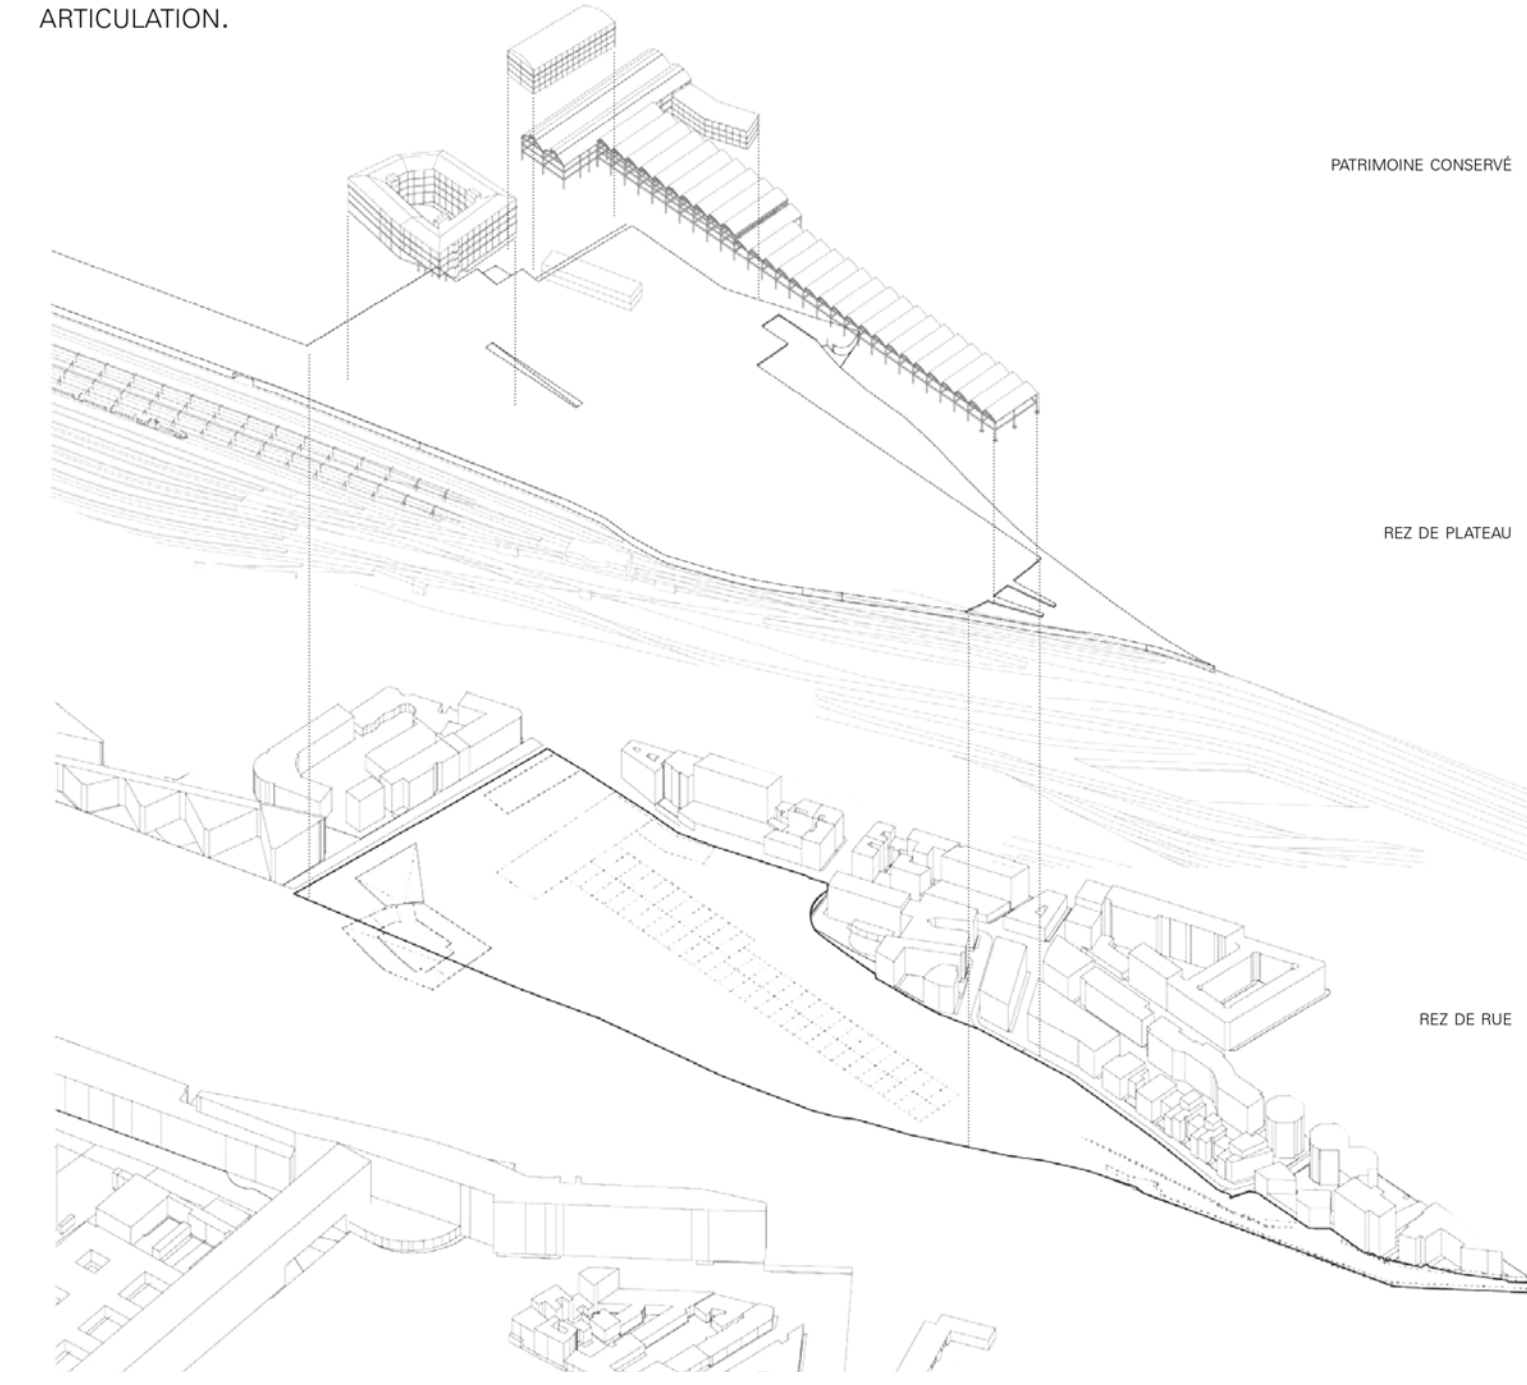 ARTICULATION.
PATRIMOINE CONSERVÉ
REZ DE PLATEAU
REZ DE RUE